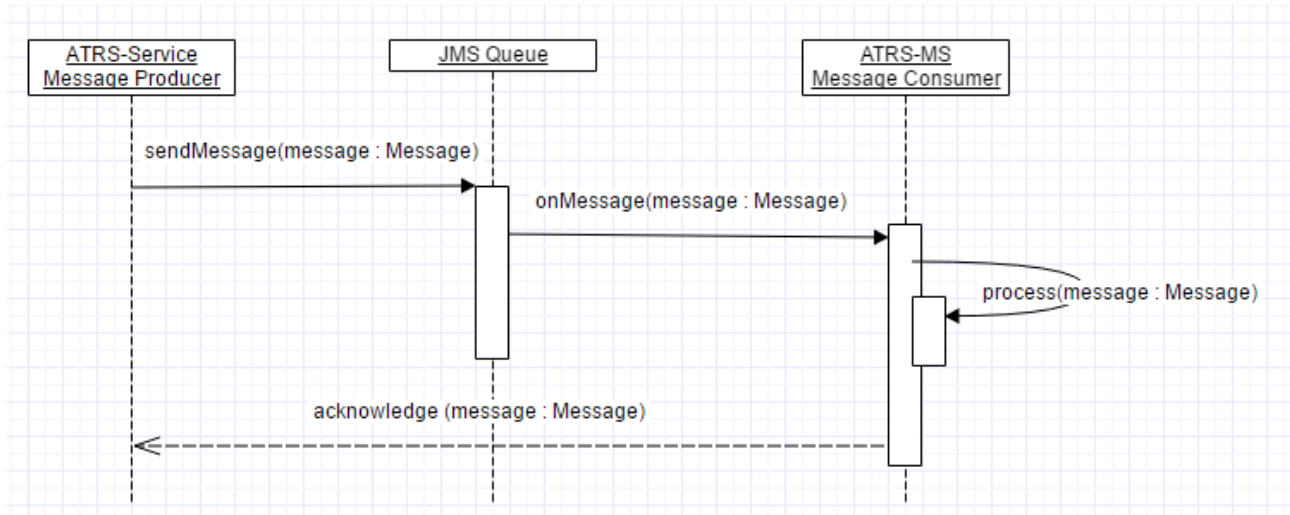 ATRS-Service
Message Producer
JMS Queue
ATRS-MS
Message Consumer
sendMessage(message : Message)
onMessage(message : Message)
process(message : Message)
acknowledge (message : Message)